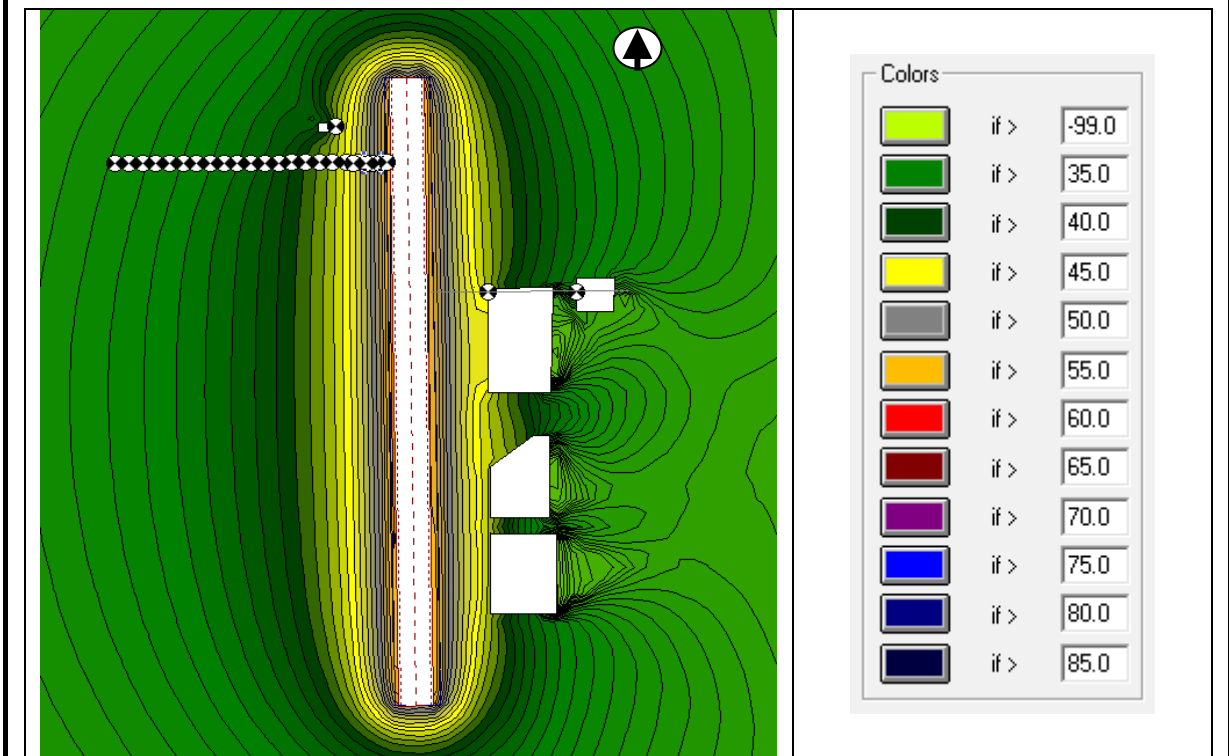 Colors
if > -99.0
if > 35.0
if > 40.0
if > 45.0
if > 50.0
if > 55.0
if > 60.0
if > 65.0
if > 70.0
if > 75.0
if > 80.0
if > 85.0